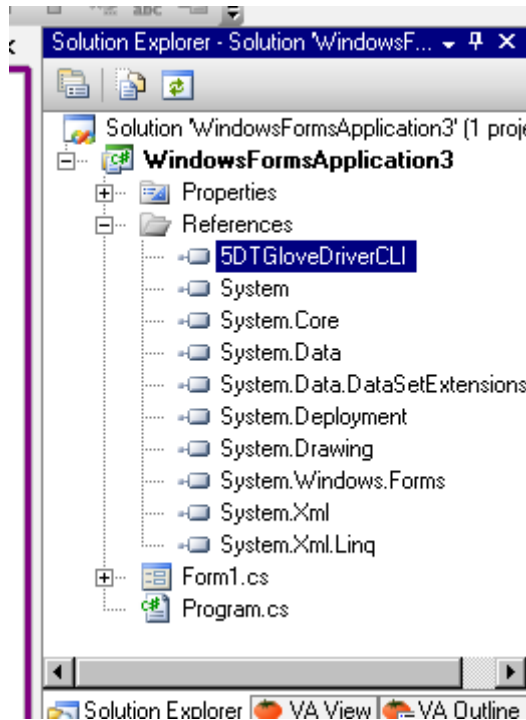 abc
Solution Explorer - Solution 'WindowsF...
Solution 'WindowsFormsApplication3' (1 proje
WindowsFormsApplication3
Properties
References
5DTGloveDriverCLI
System
System.Core
System.Data
System.Data.DataSetExtensions
System.Deployment
System.Drawing
System.Windows.Forms
System.Xml
System.Xml.Linq
Form1.cs
Program.cs
Solution Explorer VA View VA Outline